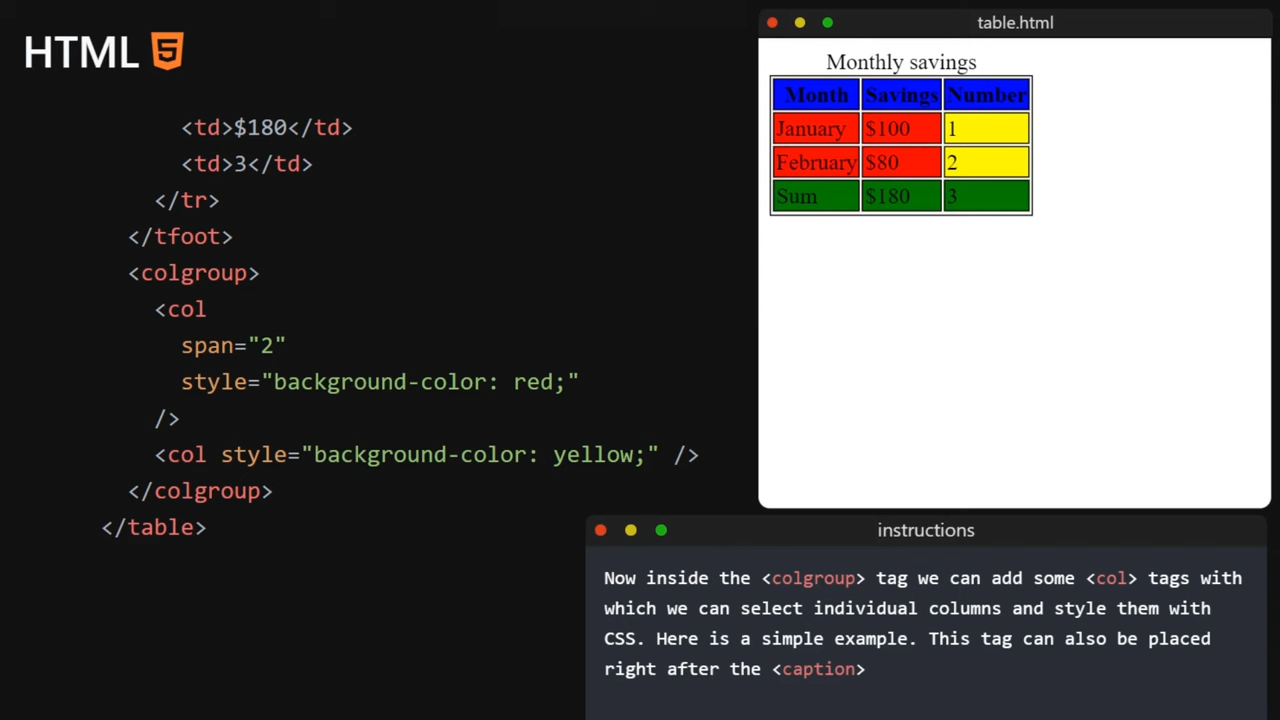 HTML 5
<td>$180</td>
<td>3</td>
</tr>
</tfoot>
<colgroup>
<col
span="2"
style="background-color: red;"
/>
<col style="background-color: yellow;" />
</colgroup>
</table>
table.html
Monthly savings
Month Savings Number
January $100 1
February $80 2
Sum $180 3
instructions
Now inside the <colgroup> tag we can add some <col> tags with
which we can select individual columns and style them with
CSS. Here is a simple example. This tag can also be placed
right after the <caption>